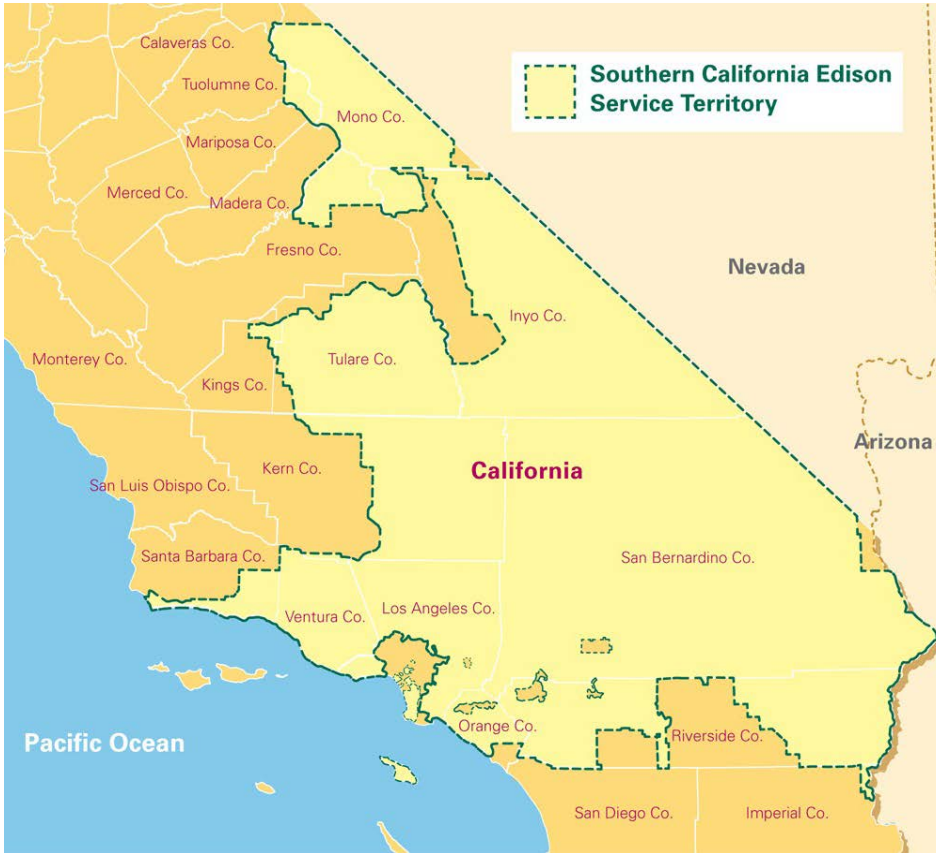 Calaveras Co.
Tuolumne Co.
Southern California Edison
Service Territory
Mono Co.
Mariposa Co.
Merced Co.
Madera Co.
Fresno Co.
Nevada
Inyo Co.
Monterey Co.
Tulare Co.
Kings Co.
Arizona
Kern Co.
California
San Luis Obispo Co.
Santa Barbara Co.
San Bernardino Co.
Ventura Co.
Los Angeles Co.
Orange Co.
Riverside Co.
Pacific Ocean
San Diego Co.
Imperial Co.